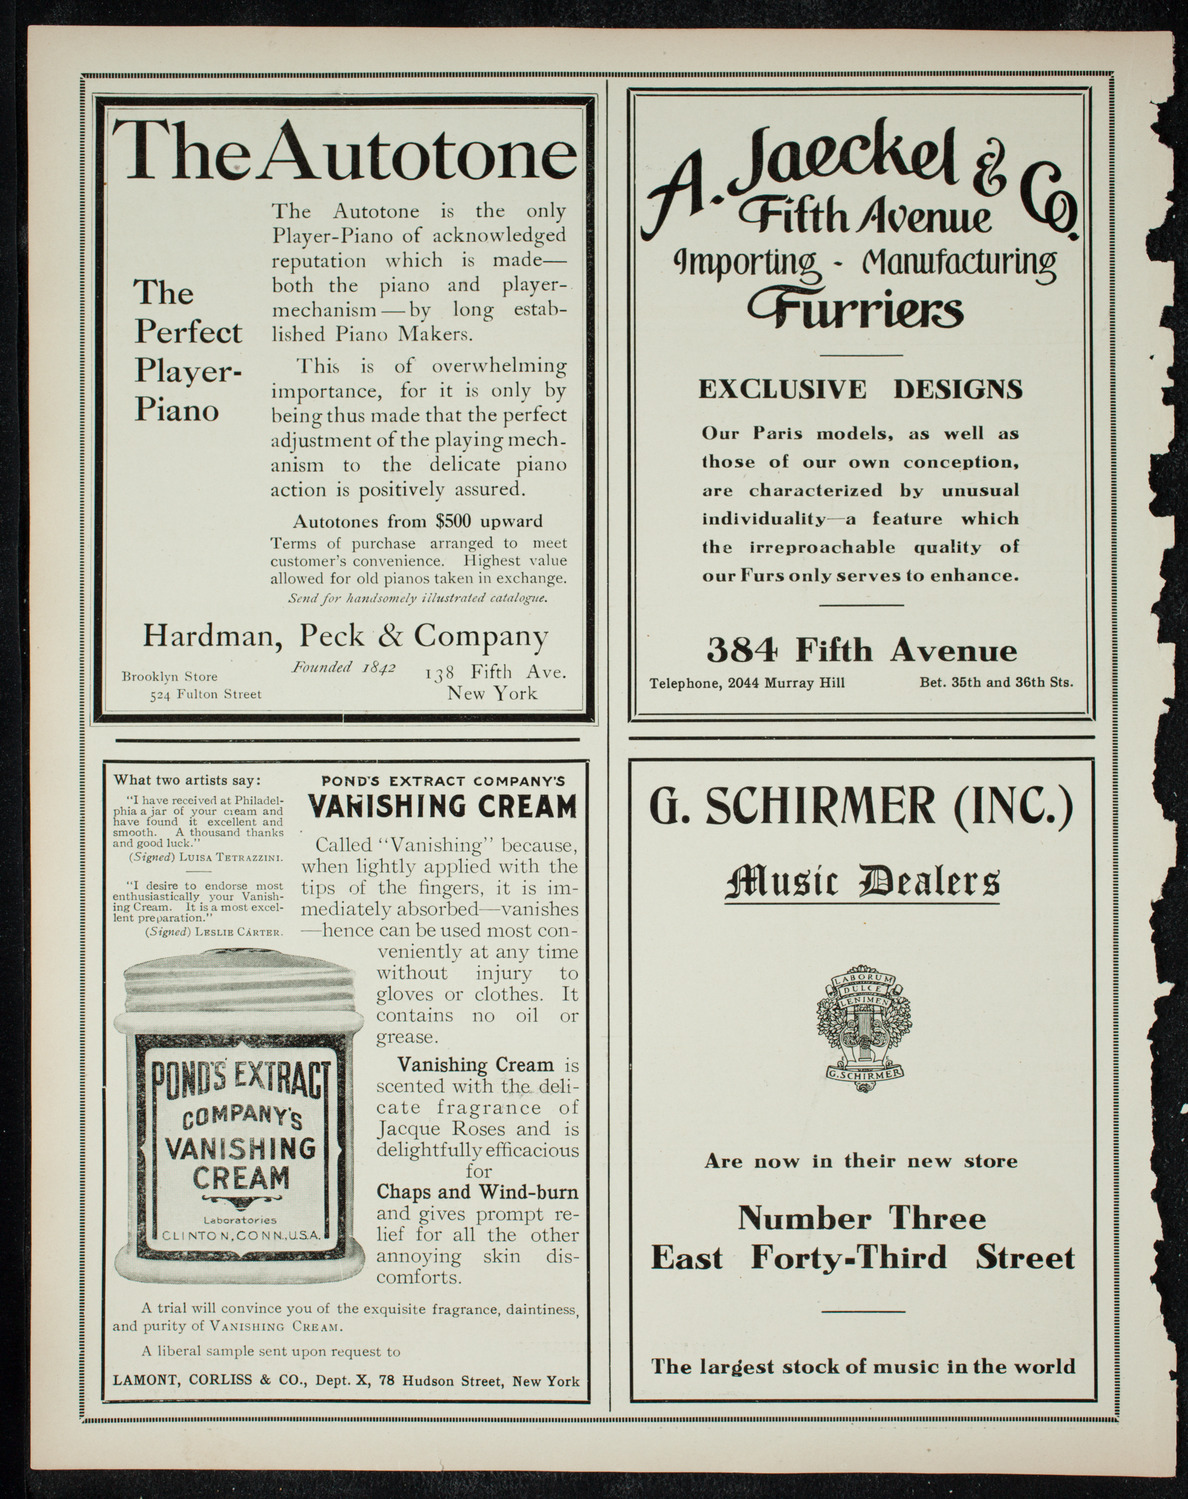 The Autotone
The
Perfect
Player-
Piano
The Autotone is the only
Player-Piano of acknowledged
reputation which is made—
both the piano and player-
mechanism—by long estab-
lished Piano Makers.
This is of overwhelming
importance, for it is only by
being thus made that the perfect
adjustment of the playing mech-
anism to the delicate piano
action is positively assured.
Autotones from $500 upward
Terms of purchase arranged to meet
customer's convenience. Highest value
allowed for old pianos taken in exchange.
Send for handsomely illustrated catalogue.
Hardman, Peck & Company
Founded 1842
Brooklyn Store
524 Fulton Street
138 Fifth Ave.
New York
A. Jaeckel & Co.
Fifth Avenue
Importing - Manufacturing
Furriers
EXCLUSIVE DESIGNS
Our Paris models, as well as
those of our own conception,
are characterized by unusual
individuality—a feature which
the irreproachable quality of
our Furs only serves to enhance.
384 Fifth Avenue
Telephone, 2044 Murray Hill Bet. 35th and 36th Sts.
What two artists say:
"I have received at Philadel-
phia a jar of your cream and
have found it excellent and
smooth. A thousand thanks
and good luck."
(Signed) LUISA TETRAZZINI.
"I desire to endorse most
enthusiastically your Vanish-
ing Cream. It is a most excel-
lent preparation."
(Signed) LESLIE CARTER.
POND'S EXTRACT COMPANY'S
VANISHING CREAM
Called "Vanishing" because,
when lightly applied with the
tips of the fingers, it is im-
mediately absorbed—vanishes
—hence can be used most con-
veniently at any time
without injury to
gloves or clothes. It
contains no oil or
grease.
Vanishing Cream is
scented with the deli-
cate fragrance of
Jacque Roses and is
delightfully efficacious
for
Chaps and Wind-burn
and gives prompt re-
lief for all the other
annoying skin dis-
comforts.
POND'S EXTRACT
COMPANY'S
VANISHING
CREAM
Laboratories
CLINTON, CONN., U.S.A.
A trial will convince you of the exquisite fragrance, daintiness,
and purity of VANISHING CREAM.
A liberal sample sent upon request to
LAMONT, CORLISS & CO., Dept. X, 78 Hudson Street, New York
G. SCHIRMER (INC.)
Music Dealers
LABORUM
DULCE
LENIMEN
G. SCHIRMER
Are now in their new store
Number Three
East Forty-Third Street
The largest stock of music in the world